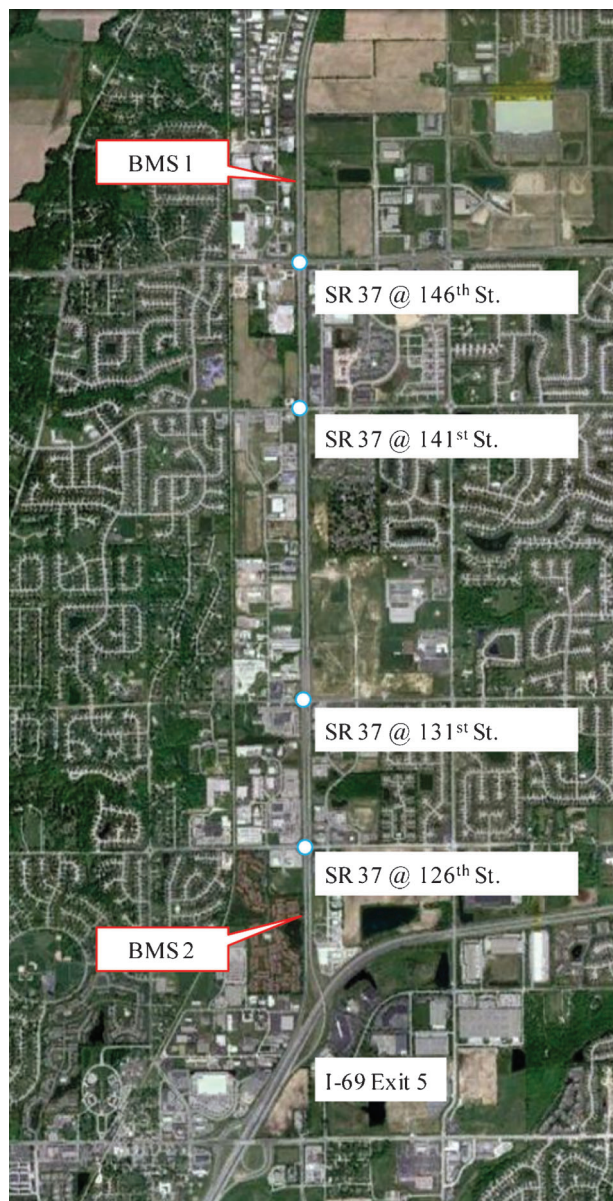 BMS 1
SR 37 @ 146th St.
SR 37 @ 141st St.
SR 37 @ 131st St.
SR 37 @ 126th St.
BMS 2
I-69 Exit 5